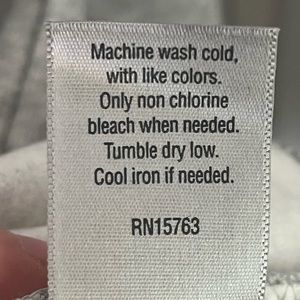 Machine wash cold,
with like colors.
Only non chlorine
bleach when needed.
Tumble dry low.
Cool iron if needed.
RN15763